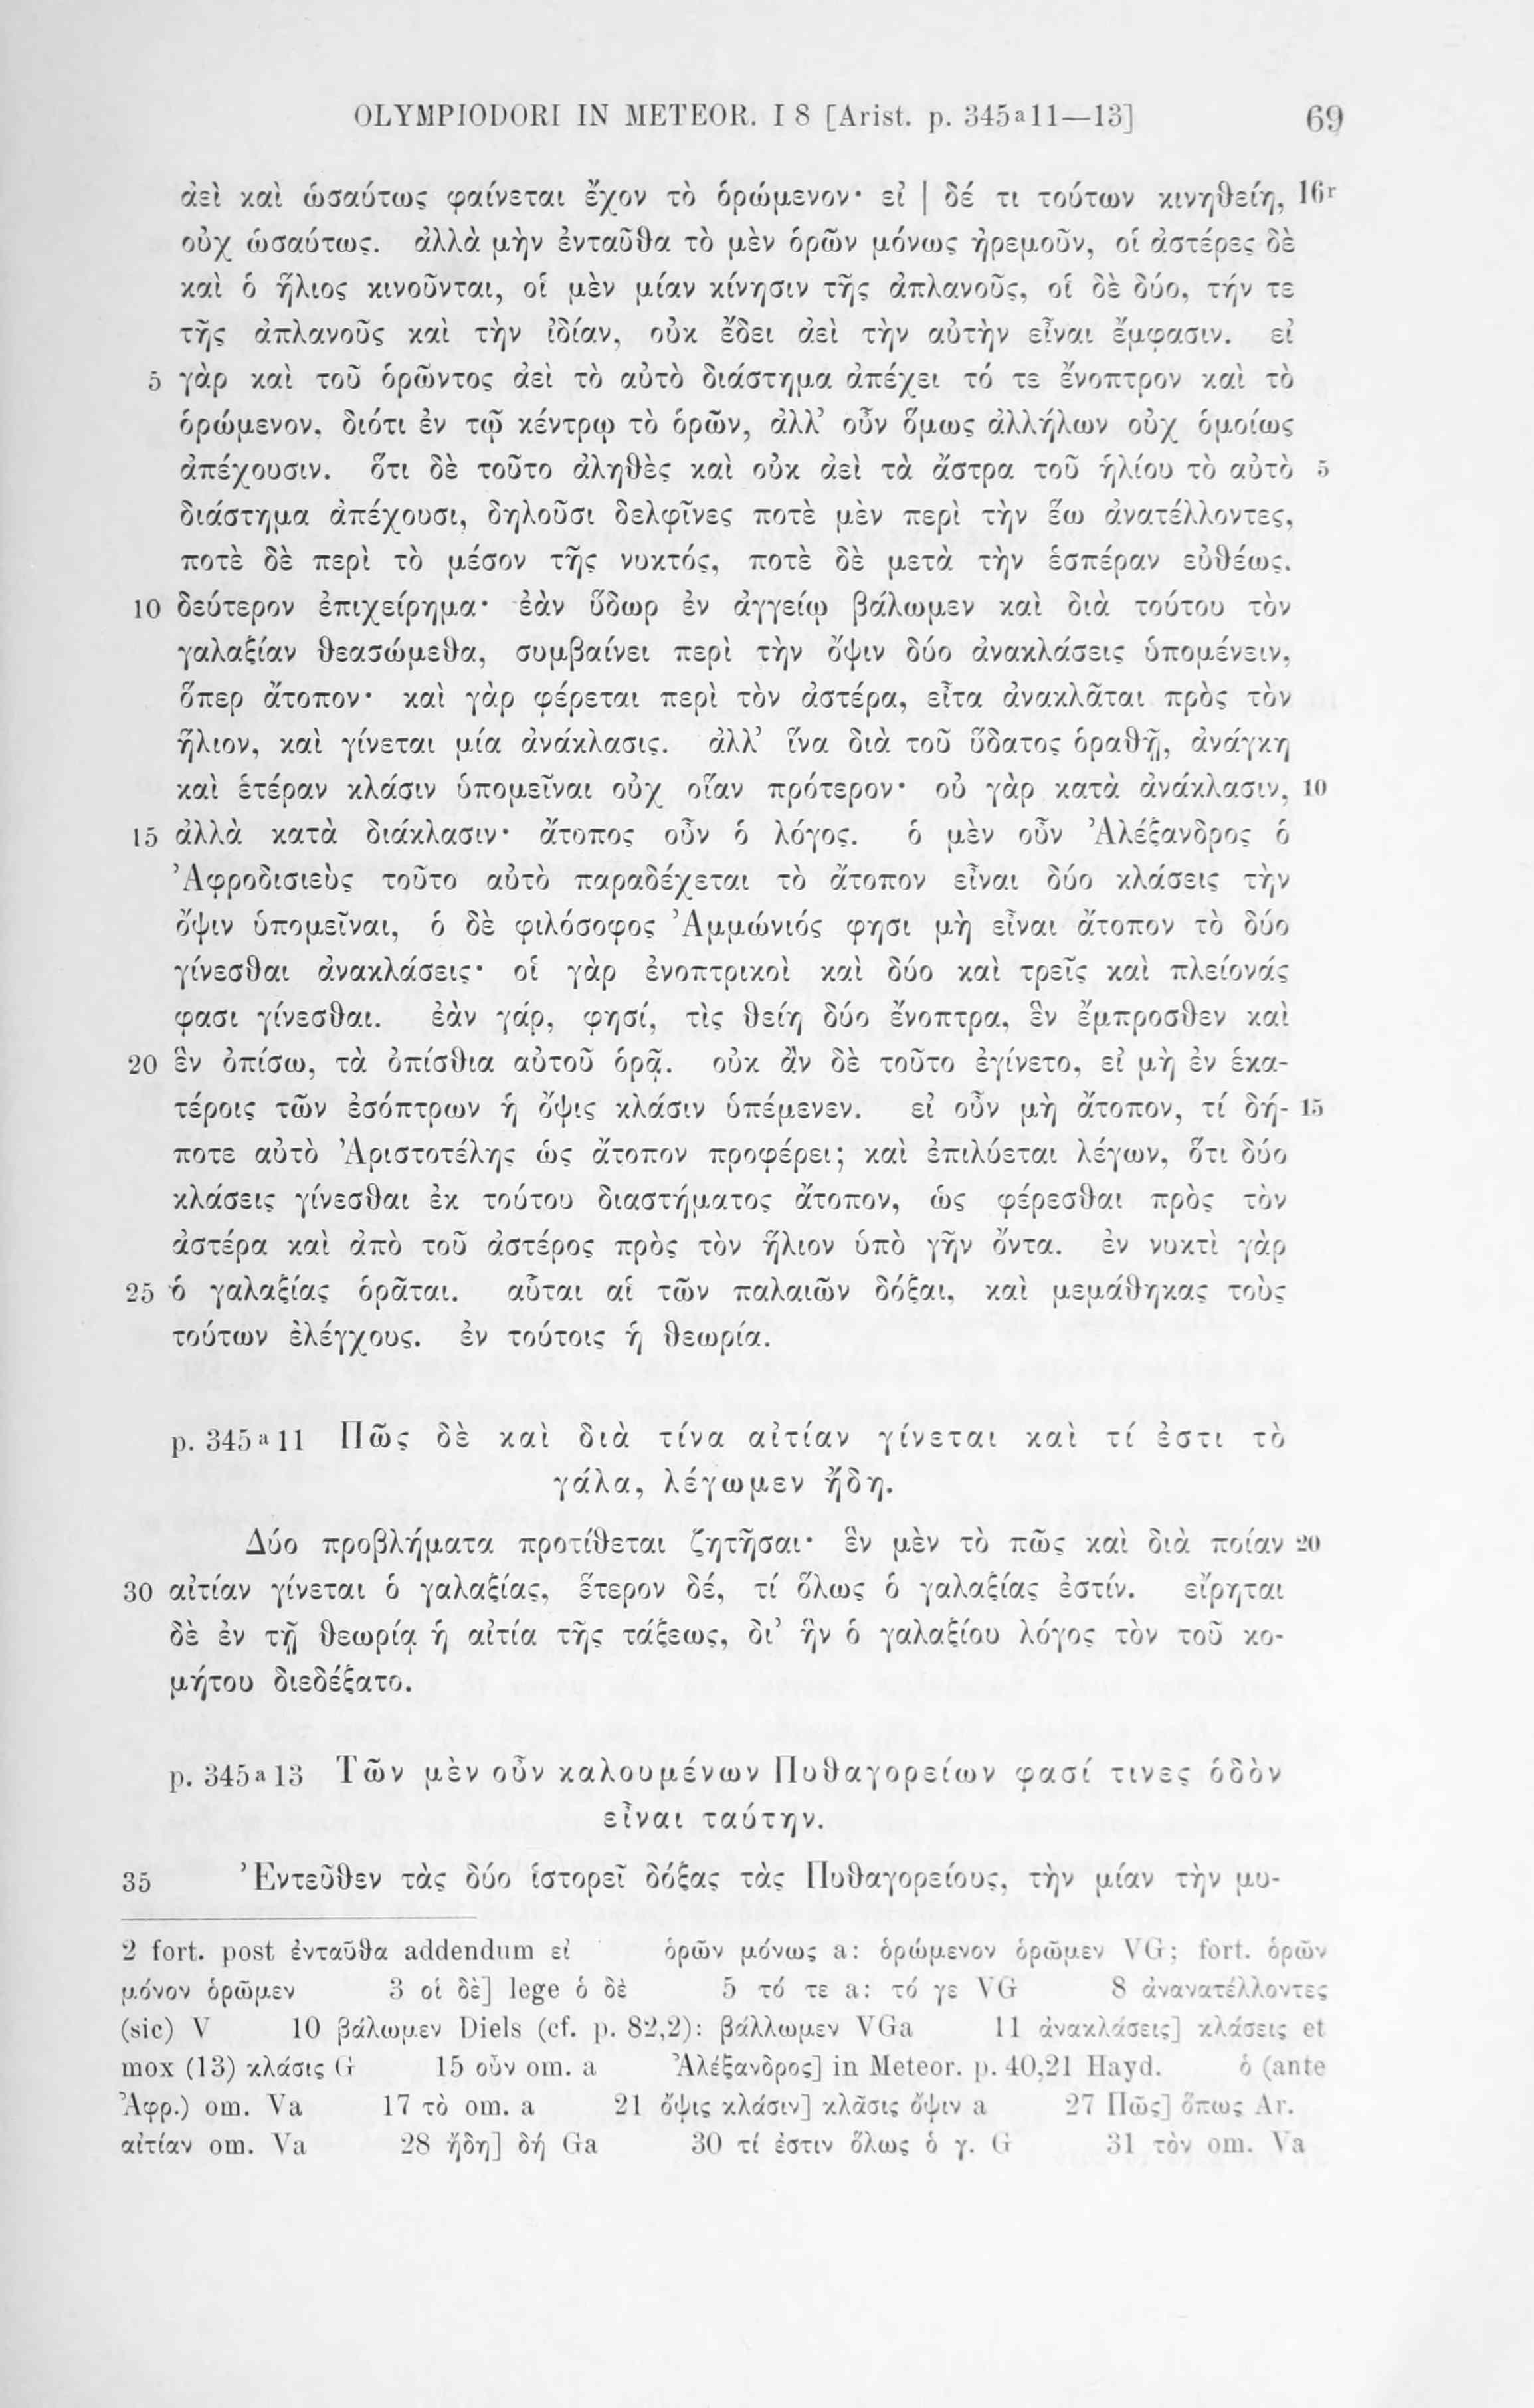 OLYMPIODORI IN METEOR. I 8 [Arist. p. 345a11—13] 69
ἀεὶ καὶ ὡσαύτως φαίνεται ἔχον τὸ ὁρώμενον· εἰ | δέ τι τούτων κινηθείη, 16r
οὐχ ὡσαύτως. ἀλλὰ μὴν ἐνταῦθα τὸ μὲν ὁρῶν μόνως ἠρεμοῦν, οἱ ἀστέρες δὲ
καὶ ὁ ἥλιος κινοῦνται, οἱ μὲν μίαν κίνησιν τῆς ἀπλανοῦς, οἱ δὲ δύο, τήν τε
τῆς ἀπλανοῦς καὶ τὴν ἰδίαν, οὐκ ἔδει ἀεὶ τὴν αὐτὴν εἶναι ἔμφασιν. εἰ
5 γὰρ καὶ τοῦ ὁρῶντος ἀεὶ τὸ αὐτὸ διάστημα ἀπέχει τό τε ἔνοπτρον καὶ τὸ
ὁρώμενον, διότι ἐν τῷ κέντρῳ τὸ ὁρῶν, ἀλλ’ οὖν ὅμως ἀλλήλων οὐχ ὁμοίως
ἀπέχουσιν. ὅτι δὲ τοῦτο ἀληθὲς καὶ οὐκ ἀεὶ τὰ ἄστρα τοῦ ἡλίου τὸ αὐτὸ 5
διάστημα ἀπέχουσι, δηλοῦσι δελφῖνες ποτὲ μὲν περὶ τὴν ἕω ἀνατέλλοντες,
ποτὲ δὲ περὶ τὸ μέσον τῆς νυκτός, ποτὲ δὲ μετὰ τὴν ἑσπέραν εὐθέως.
10 δεύτερον ἐπιχείρημα· ἐὰν ὕδωρ ἐν ἀγγείῳ βάλωμεν καὶ διὰ τούτου τὸν
γαλαξίαν θεασώμεθα, συμβαίνει περὶ τὴν ὄψιν δύο ἀνακλάσεις ὑπομένειν,
ὅπερ ἄτοπον· καὶ γὰρ φέρεται περὶ τὸν ἀστέρα, εἶτα ἀνακλᾶται πρὸς τὸν
ἥλιον, καὶ γίνεται μία ἀνάκλασις. ἀλλ’ ἵνα διὰ τοῦ ὕδατος ὁραθῇ, ἀνάγκη
καὶ ἑτέραν κλάσιν ὑπομεῖναι οὐχ οἵαν πρότερον· οὐ γὰρ κατὰ ἀνάκλασιν, 10
15 ἀλλὰ κατὰ διάκλασιν· ἄτοπος οὖν ὁ λόγος. ὁ μὲν οὖν Ἀλέξανδρος ὁ
Ἀφροδισιεὺς τοῦτο αὐτὸ παραδέχεται τὸ ἄτοπον εἶναι δύο κλάσεις τὴν
ὄψιν ὑπομεῖναι, ὁ δὲ φιλόσοφος Ἀμμώνιός φησι μὴ εἶναι ἄτοπον τὸ δύο
γίνεσθαι ἀνακλάσεις· οἱ γὰρ ἐνοπτρικοὶ καὶ δύο καὶ τρεῖς καὶ πλείονάς
φασι γίνεσθαι. ἐὰν γάρ, φησί, τὶς θείη δύο ἔνοπτρα, ἓν ἔμπροσθεν καὶ
20 ἓν ὀπίσω, τὰ ὀπίσθια αὐτοῦ ὁρᾷ. οὐκ ἂν δὲ τοῦτο ἐγίνετο, εἰ μὴ ἐν ἑκα-
τέροις τῶν ἐσόπτρων ἡ ὄψις κλάσιν ὑπέμενεν. εἰ οὖν μὴ ἄτοπον, τί δή- 15
ποτε αὐτὸ Ἀριστοτέλης ὡς ἄτοπον προφέρει; καὶ ἐπιλύεται λέγων, ὅτι δύο
κλάσεις γίνεσθαι ἐκ τούτου διαστήματος ἄτοπον, ὡς φέρεσθαι πρὸς τὸν
ἀστέρα καὶ ἀπὸ τοῦ ἀστέρος πρὸς τὸν ἥλιον ὑπὸ γῆν ὄντα. ἐν νυκτὶ γὰρ
25 ὁ γαλαξίας ὁρᾶται. αὗται αἱ τῶν παλαιῶν δόξαι, καὶ μεμάθηκας τοὺς
τούτων ἐλέγχους. ἐν τούτοις ἡ θεωρία.
p. 345a11 Πῶς δὲ καὶ διὰ τίνα αἰτίαν γίνεται καὶ τί ἐστι τὸ
γάλα, λέγωμεν ἤδη.
Δύο προβλήματα προτίθεται ζητῆσαι· ἓν μὲν τὸ πῶς καὶ διὰ ποίαν 20
30 αἰτίαν γίνεται ὁ γαλαξίας, ἕτερον δέ, τί ὅλως ὁ γαλαξίας ἐστίν. εἴρηται
δὲ ἐν τῇ θεωρίᾳ ἡ αἰτία τῆς τάξεως, δι’ ἣν ὁ γαλαξίου λόγος τὸν τοῦ κο-
μήτου διεδέξατο.
p. 345a13 Τῶν μὲν οὖν καλουμένων Πυθαγορείων φασί τινες ὁδὸν
εἶναι ταύτην.
35 Ἐντεῦθεν τὰς δύο ἱστορεῖ δόξας τὰς Πυθαγορείους, τὴν μίαν τὴν μυ-
2 fort. post ἐνταῦθα addendum εἰ ὁρῶν μόνως a: ὁρώμενον ὁρῶμεν VG; fort. ὁρῶν
μόνον ὁρῶμεν 3 οἱ δὲ] lege ὁ δὲ 5 τό τε a: τό γε VG 8 ἀνανατέλλοντες
(sic) V 10 βάλωμεν Diels (cf. p. 82,2): βάλλωμεν VGa 11 ἀνακλάσεις] κλάσεις et
mox (13) κλάσις G 15 οὖν om. a Ἀλέξανδρος] in Meteor. p. 40,21 Hayd. ὁ (ante
Ἀφρ.) om. Va 17 τὸ om. a 21 ὄψις κλάσιν] κλᾶσις ὄψιν a 27 Πῶς] ὅπως Ar.
αἰτίαν om. Va 28 ἤδη] δή Ga 30 τί ἐστιν ὅλως ὁ γ. G 31 τὸν om. Va